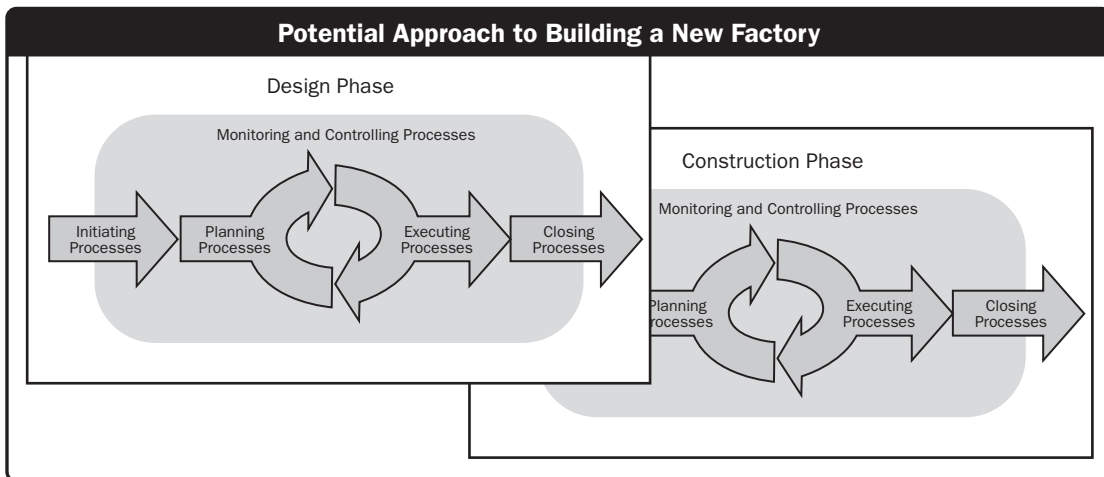 Potential Approach to Building a New Factory
Design Phase
Monitoring and Controlling Processes
Initiating
Processes
Planning
Processes
Executing
Processes
Closing
Processes
Construction Phase
Monitoring and Controlling Processes
Planning
rocesses
Executing
Processes
Closing
Processes